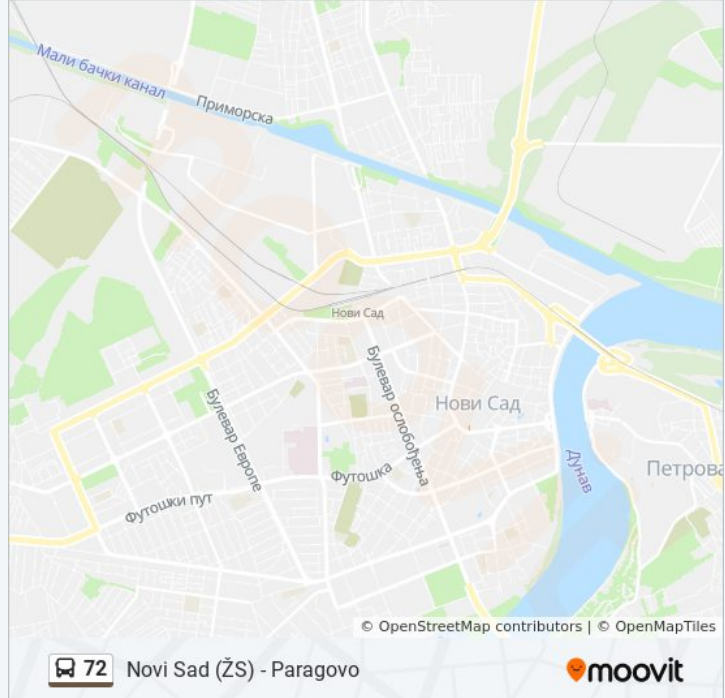 Мали бачки канал
Приморска
Нови Сад
Булевар ослобођења
Нови Сад
Булевар Европе
Футошка
Дунав
Петрова
Футошки пут
© OpenStreetMap contributors | © OpenMapTiles
72 Novi Sad (ŽS) - Paragovo
moovit